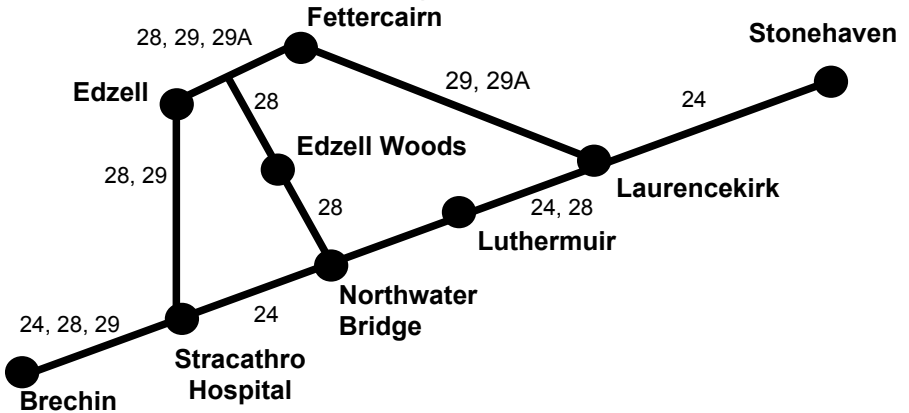 Fettercairn
Stonehaven
28, 29, 29A
Edzell
28
29, 29A
24
Edzell Woods
28, 29
Laurencekirk
28
24, 28
Luthermuir
Northwater
Bridge
24
24, 28, 29
Stracathro
Hospital
Brechin